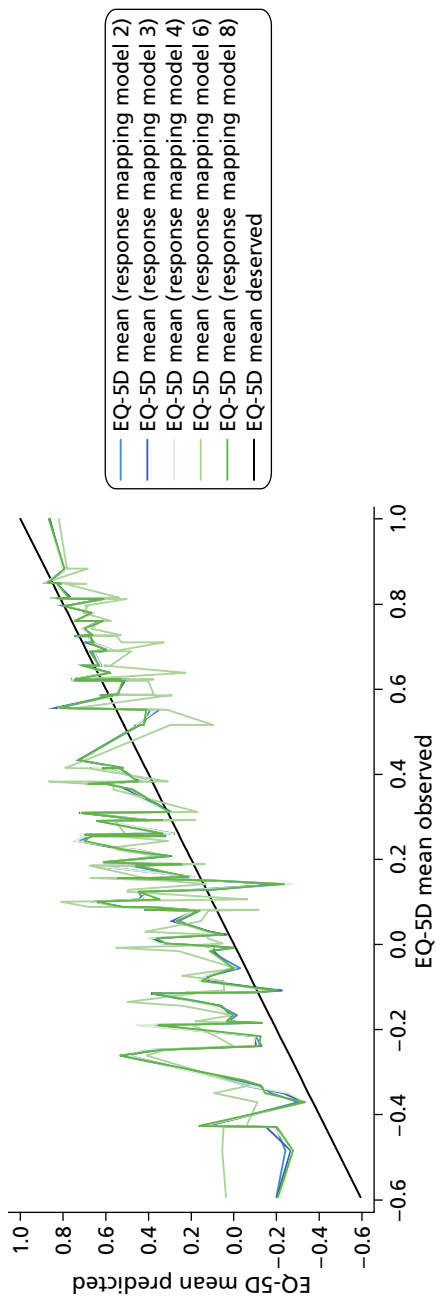 EQ-5D mean (response mapping model 2)
EQ-5D mean (response mapping model 3)
EQ-5D mean (response mapping model 4)
EQ-5D mean (response mapping model 6)
EQ-5D mean (response mapping model 8)
EQ-5D mean deserved
EQ-5D mean predicted
1.0
0.8
0.6
0.4
0.2
0.0
−0.2
−0.4
−0.6
−0.6
−0.4
−0.2
0.0
0.2
0.4
0.6
0.8
1.0
EQ-5D mean observed